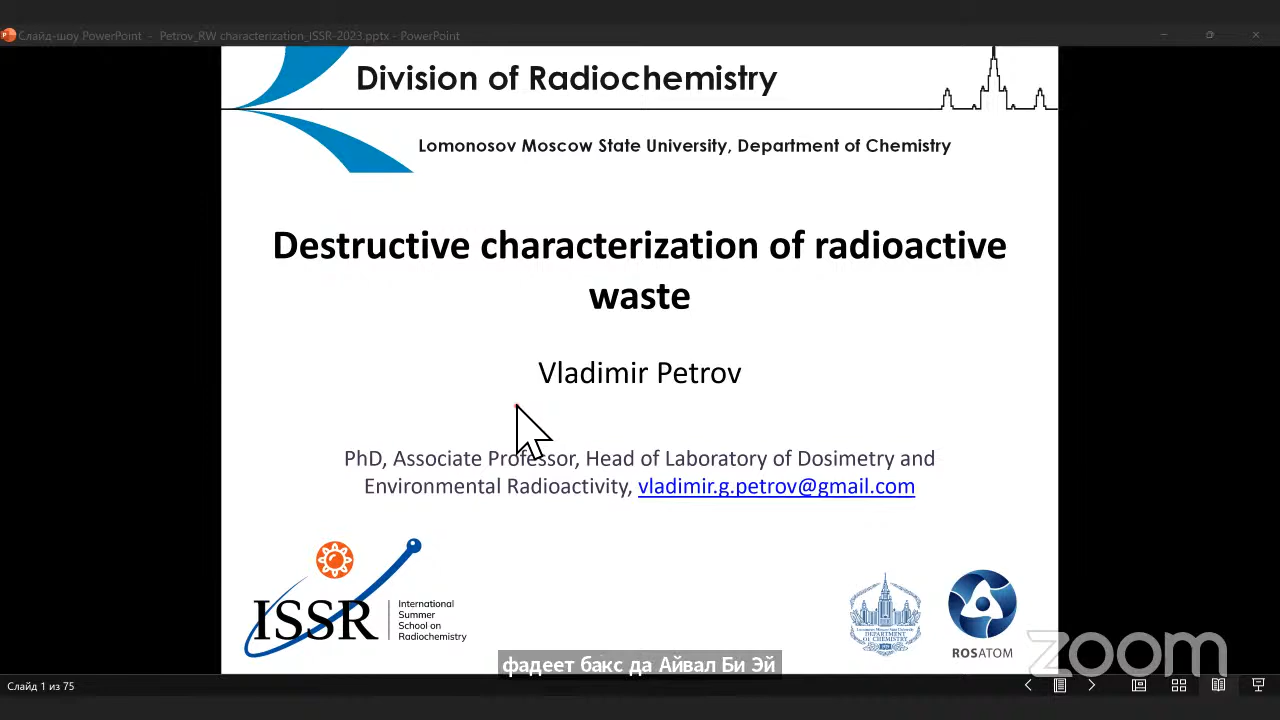 Слайд-шоу PowerPoint - Petrov_RW characterization_ISSR-2023.pptx - PowerPoint
Division of Radiochemistry
Lomonosov Moscow State University, Department of Chemistry
Destructive characterization of radioactive
waste
Vladimir Petrov
PhD, Associate Professor, Head of Laboratory of Dosimetry and
Environmental Radioactivity, vladimir.g.petrov@gmail.com
ISSR
International
Summer
School on
Radiochemistry
DEPARTMENT
OF CHEMISTRY
ROSATOM
zoom
фадеет бакс да Айвал Би Эй
Слайд 1 из 75